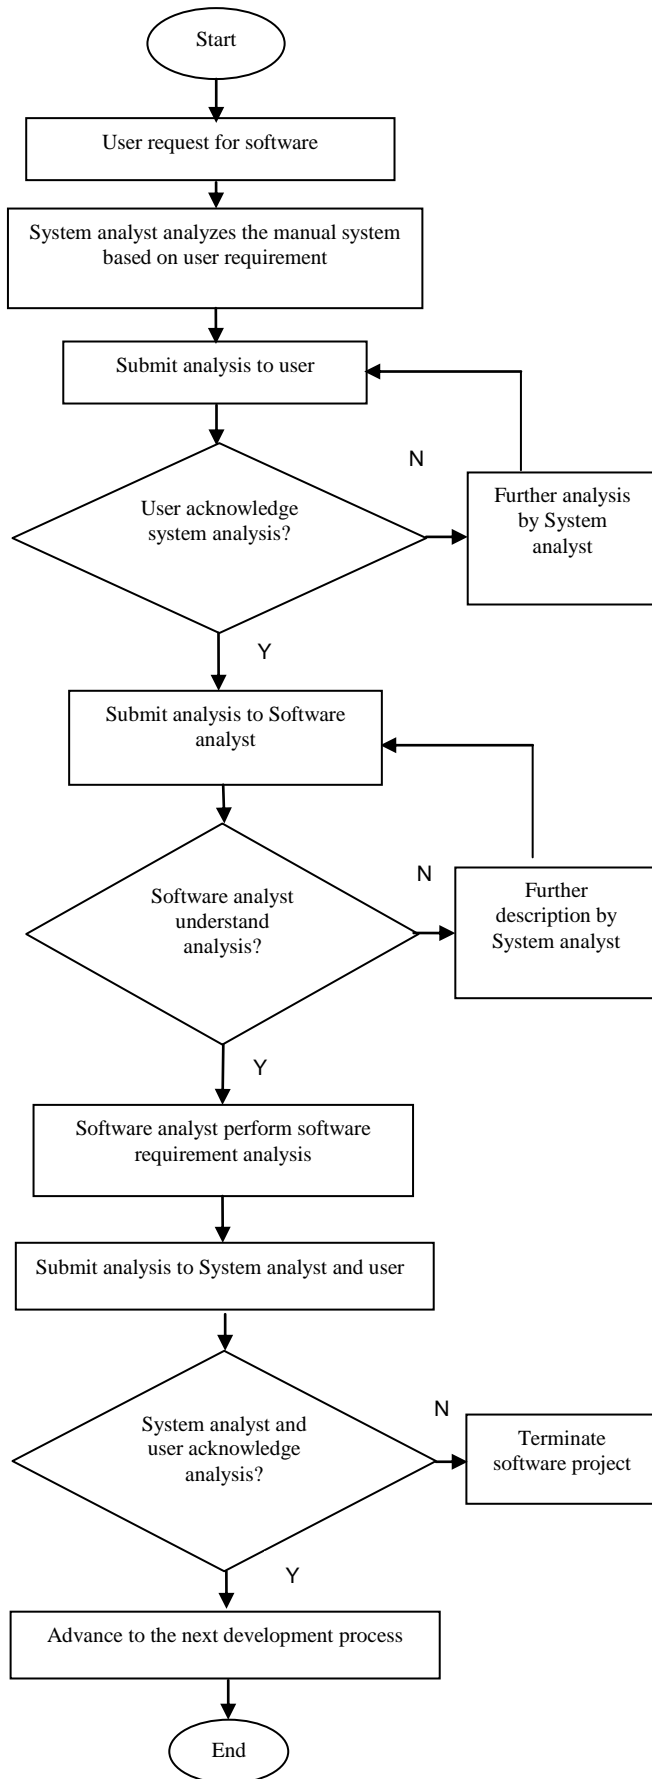 Start
User request for software
System analyst analyzes the manual system
based on user requirement
Submit analysis to user
N
User acknowledge
system analysis?
Further analysis
by System
analyst
Y
Submit analysis to Software
analyst
N
Software analyst
understand
analysis?
Further
description by
System analyst
Y
Software analyst perform software
requirement analysis
Submit analysis to System analyst and user
N
System analyst and
user acknowledge
analysis?
Terminate
software project
Y
Advance to the next development process
End